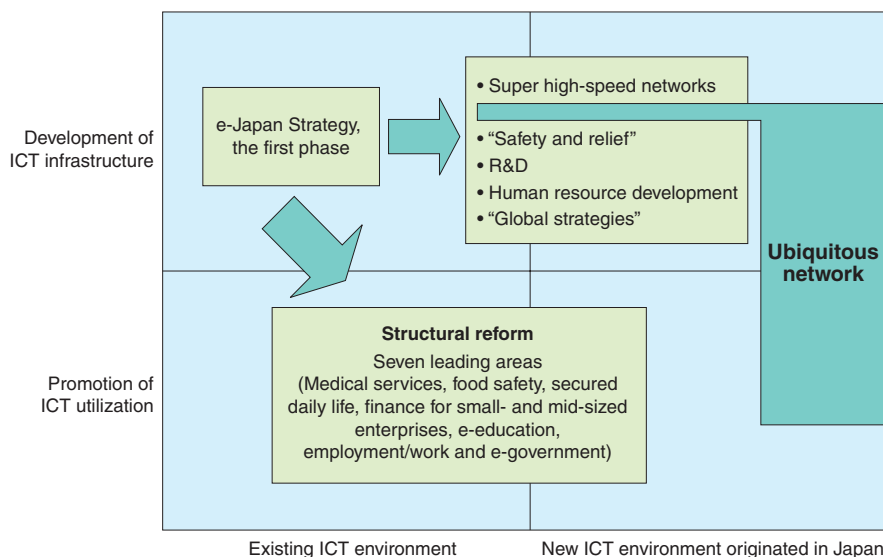 Development of
ICT infrastructure
e-Japan Strategy,
the first phase
• Super high-speed networks
• “Safety and relief”
• R&D
• Human resource development
• “Global strategies”
Ubiquitous
network
Promotion of
ICT utilization
Structural reform
Seven leading areas
(Medical services, food safety, secured
daily life, finance for small- and mid-sized
enterprises, e-education,
employment/work and e-government)
Existing ICT environment
New ICT environment originated in Japan